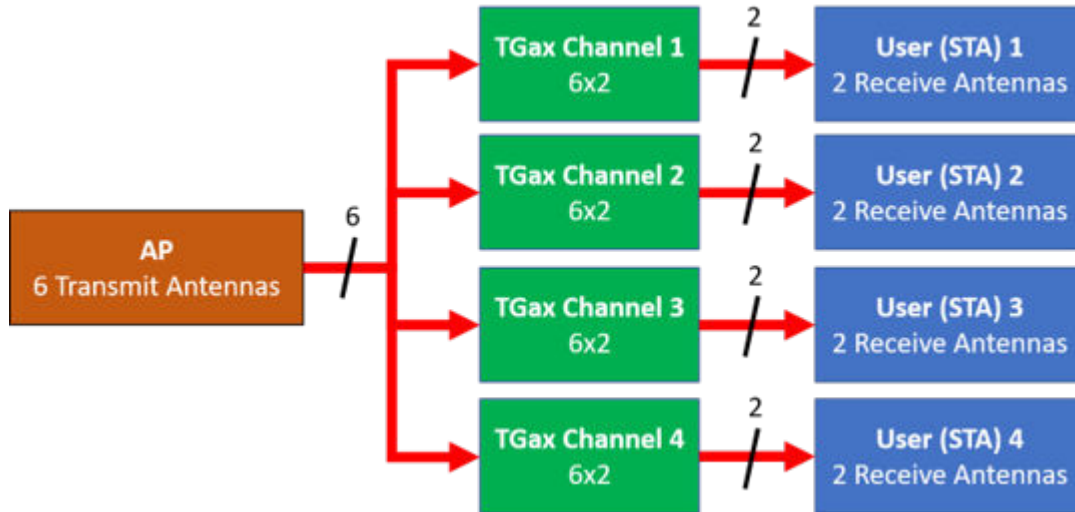 TGax Channel 1
6x2
2
User (STA) 1
2 Receive Antennas
TGax Channel 2
6x2
2
User (STA) 2
2 Receive Antennas
AP
6 Transmit Antennas
6
TGax Channel 3
6x2
2
User (STA) 3
2 Receive Antennas
TGax Channel 4
6x2
2
User (STA) 4
2 Receive Antennas